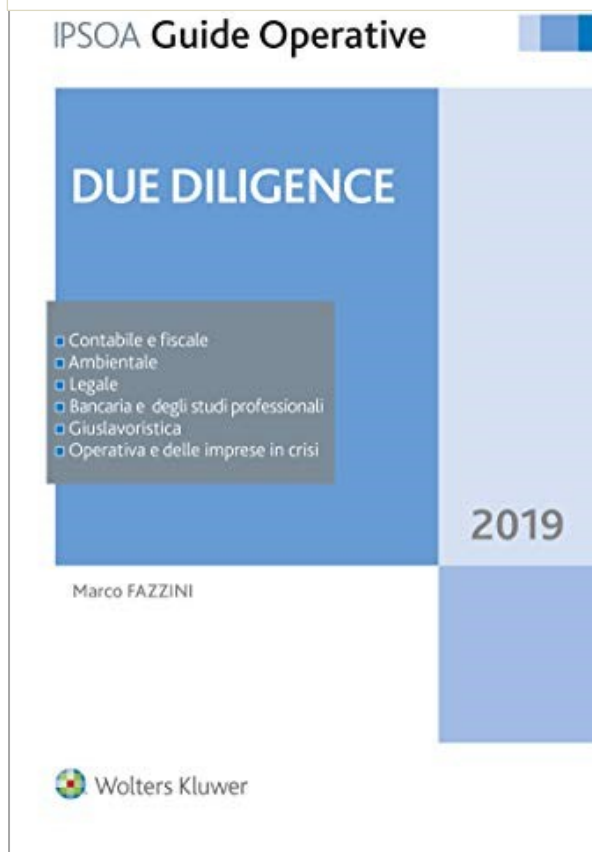 IPSOA Guide Operative
DUE DILIGENCE
Contabile e fiscale
Ambientale
Legale
Bancaria e degli studi professionali
Giuslavoristica
Operativa e delle imprese in crisi
2019
Marco FAZZINI
Wolters Kluwer